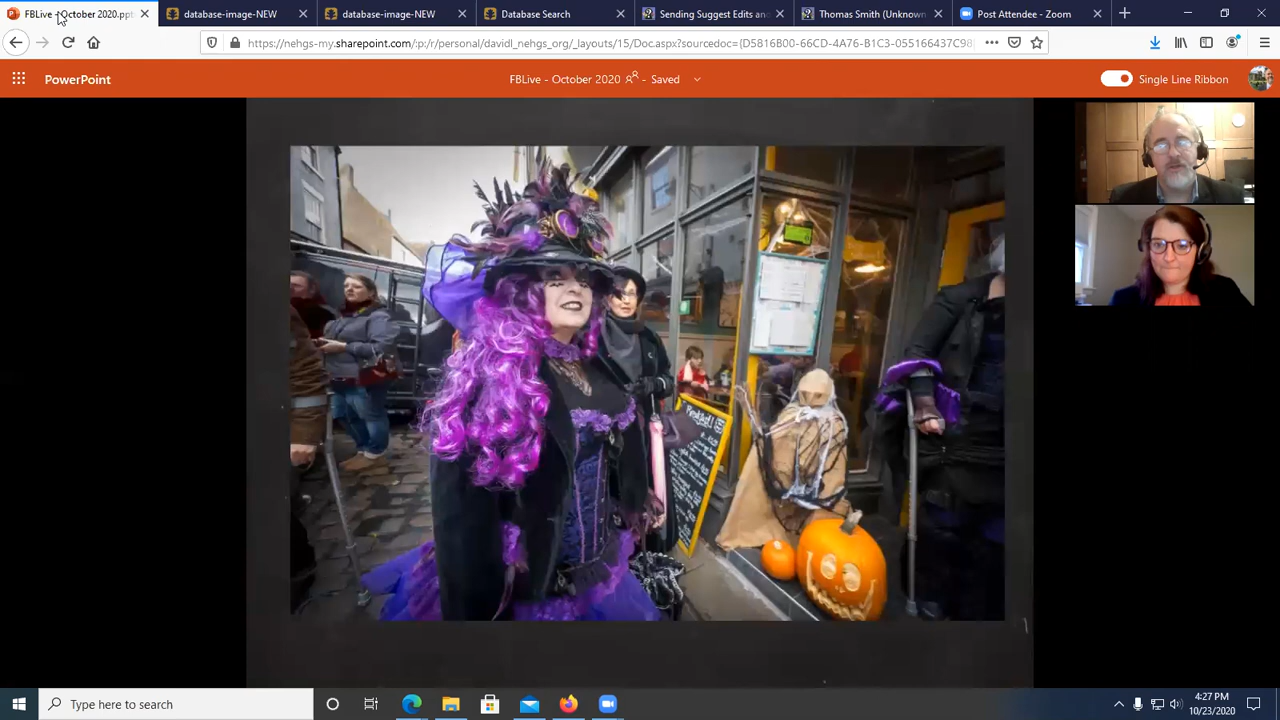 FBLive - October 2020.ppt
database-image-NEW
database-image-NEW
Database Search
Sending Suggest Edits and
Thomas Smith (Unknown
Post Attendee - Zoom
https://nehgs-my.sharepoint.com/:p:/r/personal/davidl_nehgs_org/_layouts/15/Doc.aspx?sourcedoc={D5816B00-66CD-4A76-B1C3-055166437C98
PowerPoint
FBLive - October 2020 - Saved
Single Line Ribbon
Type here to search
4:27 PM
10/23/2020